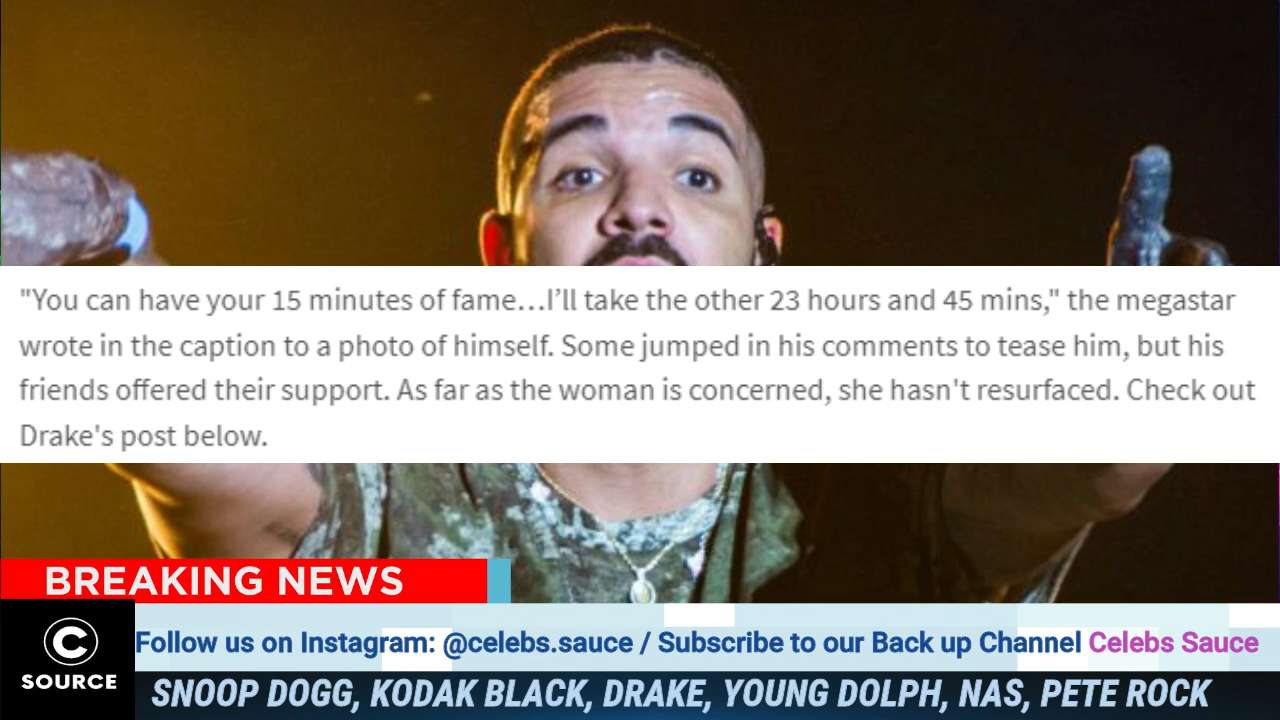 "You can have your 15 minutes of fame…I’ll take the other 23 hours and 45 mins," the megastar
wrote in the caption to a photo of himself. Some jumped in his comments to tease him, but his
friends offered their support. As far as the woman is concerned, she hasn't resurfaced. Check out
Drake's post below.
BREAKING NEWS
C
SOURCE
Follow us on Instagram: @celebs.sauce / Subscribe to our Back up Channel Celebs Sauce
SNOOP DOGG, KODAK BLACK, DRAKE, YOUNG DOLPH, NAS, PETE ROCK